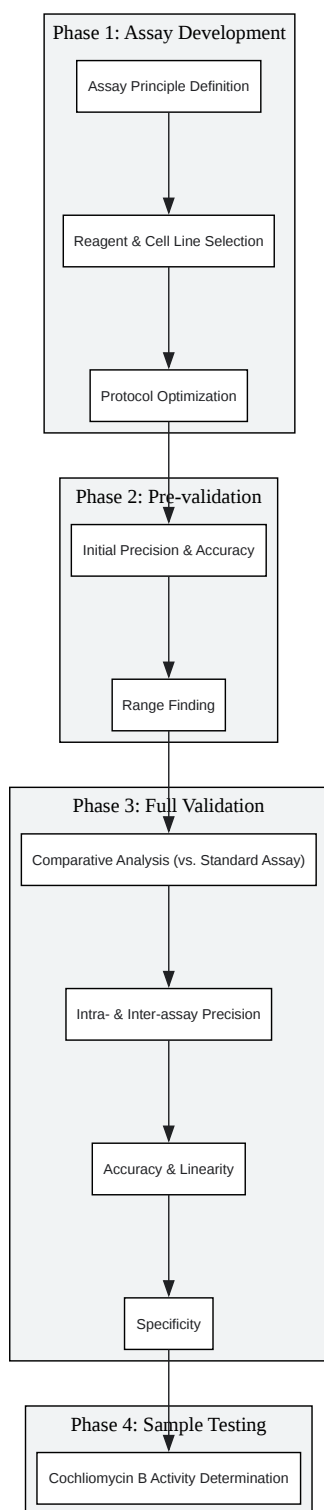 Phase 1: Assay Development
Assay Principle Definition
Reagent & Cell Line Selection
Protocol Optimization
Phase 2: Pre-validation
Initial Precision & Accuracy
Range Finding
Phase 3: Full Validation
Comparative Analysis (vs. Standard Assay)
Intra- & Inter-assay Precision
Accuracy & Linearity
Specificity
Phase 4: Sample Testing
Cochliomycin B Activity Determination